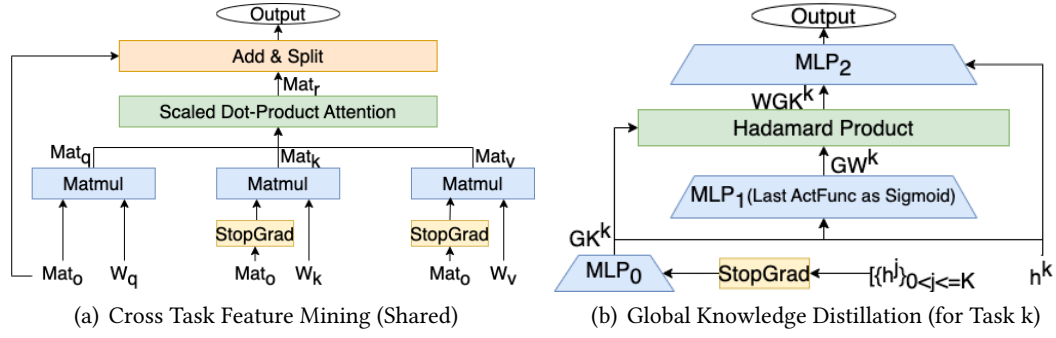 Output
Add & Split
Mat_r
Scaled Dot-Product Attention
Mat_q Mat_k Mat_v
Matmul Matmul Matmul
StopGrad StopGrad
Mat_o W_q Mat_o W_k Mat_o W_v
(a) Cross Task Feature Mining (Shared)
Output
MLP_2
WGK^k
Hadamard Product
GW^k
MLP_1(Last ActFunc as Sigmoid)
GK^k
MLP_0 StopGrad [{h^j}_0<j<=K h^k
(b) Global Knowledge Distillation (for Task k)